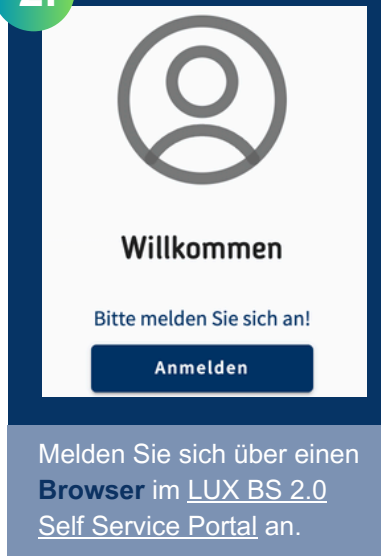 2.
Willkommen
Bitte melden Sie sich an!
Anmelden
Melden Sie sich über einen
Browser im LUX BS 2.0
Self Service Portal an.